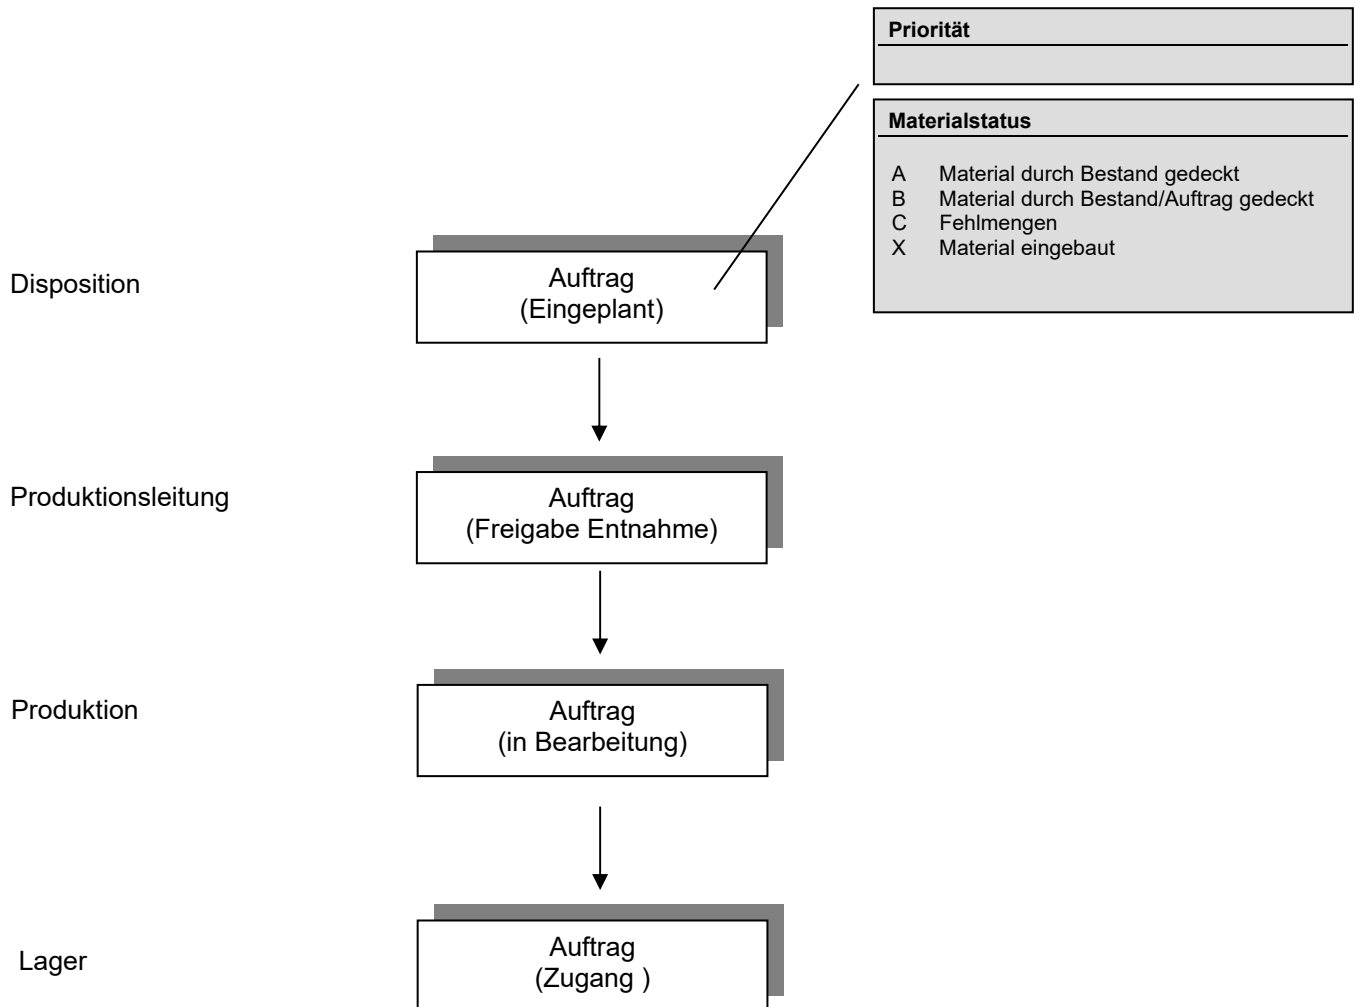 Priorität
Materialstatus
A Material durch Bestand gedeckt
B Material durch Bestand/Auftrag gedeckt
C Fehlmengen
X Material eingebaut
Disposition
Auftrag
(Eingeplant)
Produktionsleitung
Auftrag
(Freigabe Entnahme)
Produktion
Auftrag
(in Bearbeitung)
Lager
Auftrag
(Zugang )